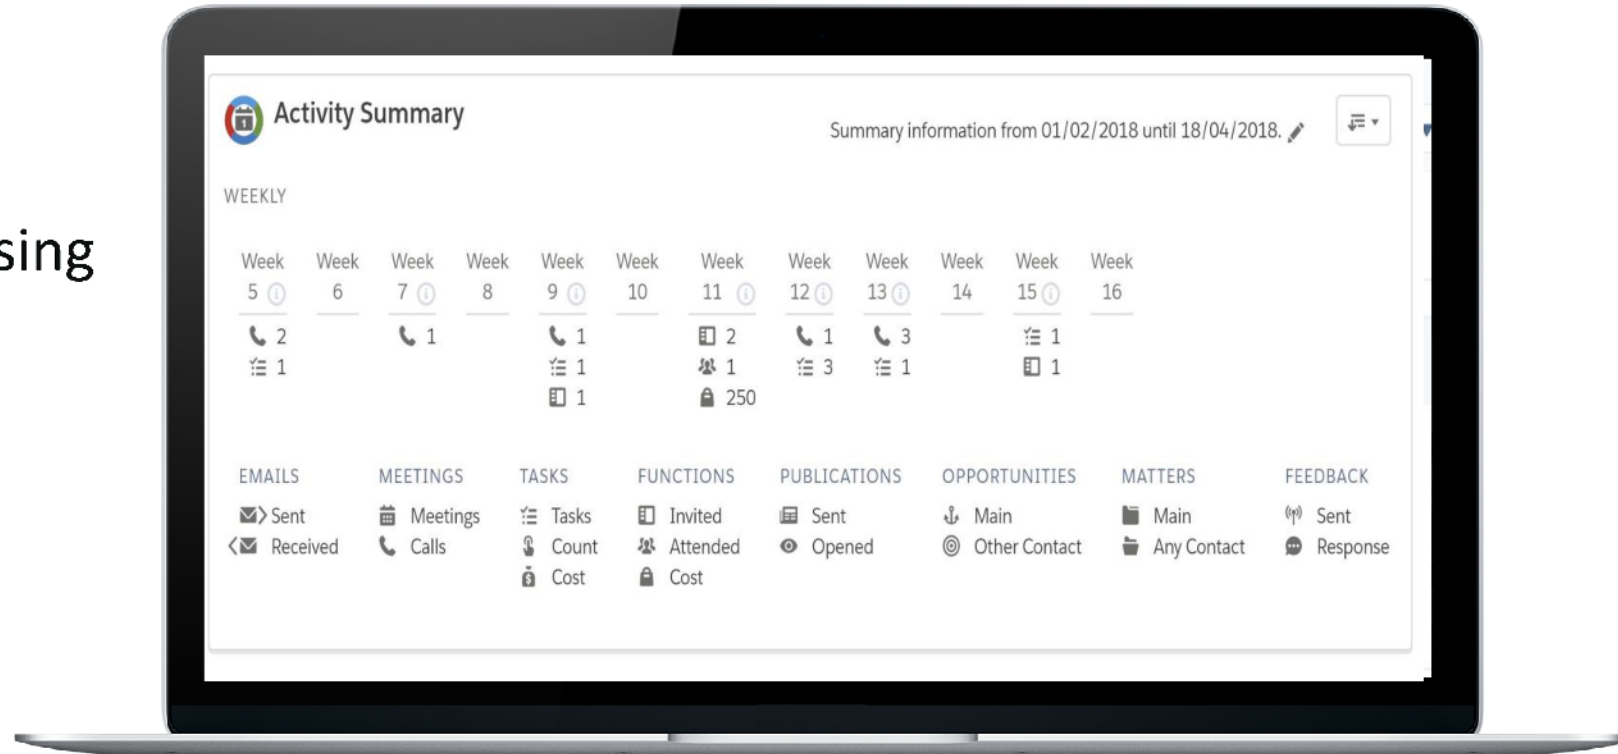 sing
Activity Summary
Summary information from 01/02/2018 until 18/04/2018.
WEEKLY
Week Week Week Week Week Week Week Week Week Week Week Week
5 6 7 8 9 10 11 12 13 14 15 16
2 1 1 2 1 3 1
1 1 1 3 1 1
1 250
EMAILS MEETINGS TASKS FUNCTIONS PUBLICATIONS OPPORTUNITIES MATTERS FEEDBACK
Sent Meetings Tasks Invited Sent Main Main Sent
Received Calls Count Attended Opened Other Contact Any Contact Response
Cost Cost